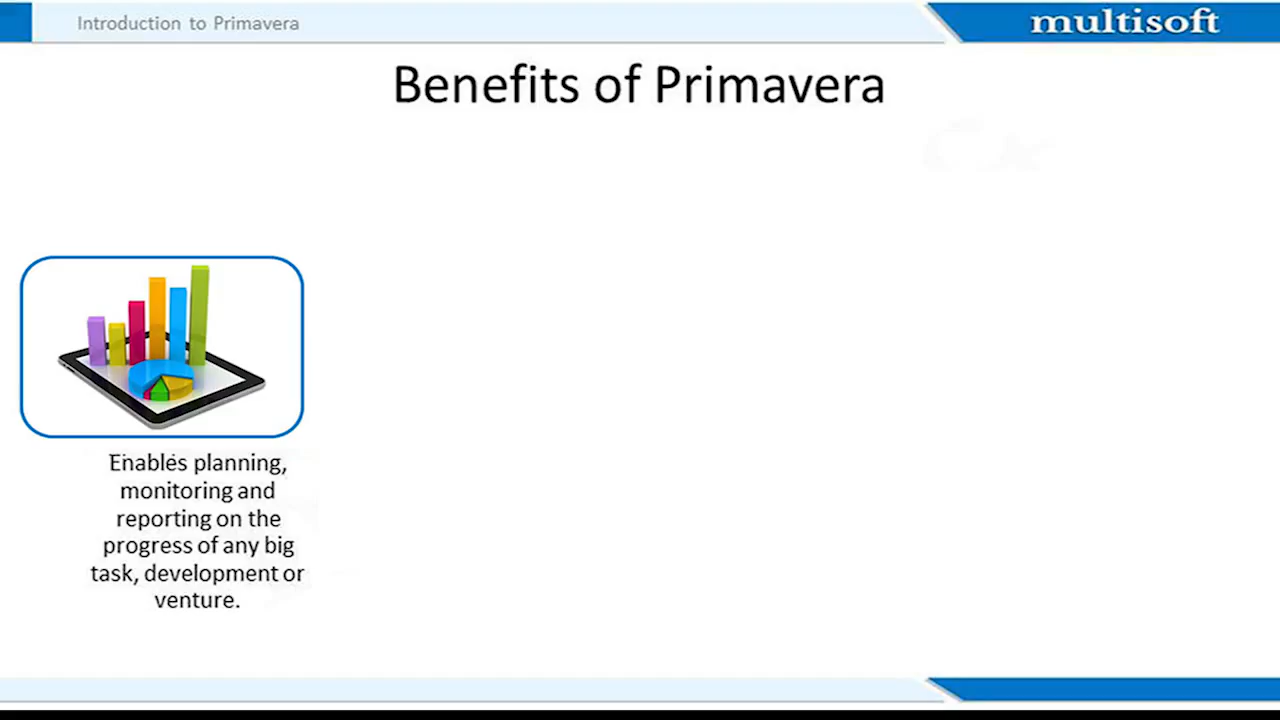 Introduction to Primavera
multisoft
Benefits of Primavera
Enables planning,
monitoring and
reporting on the
progress of any big
task, development or
venture.